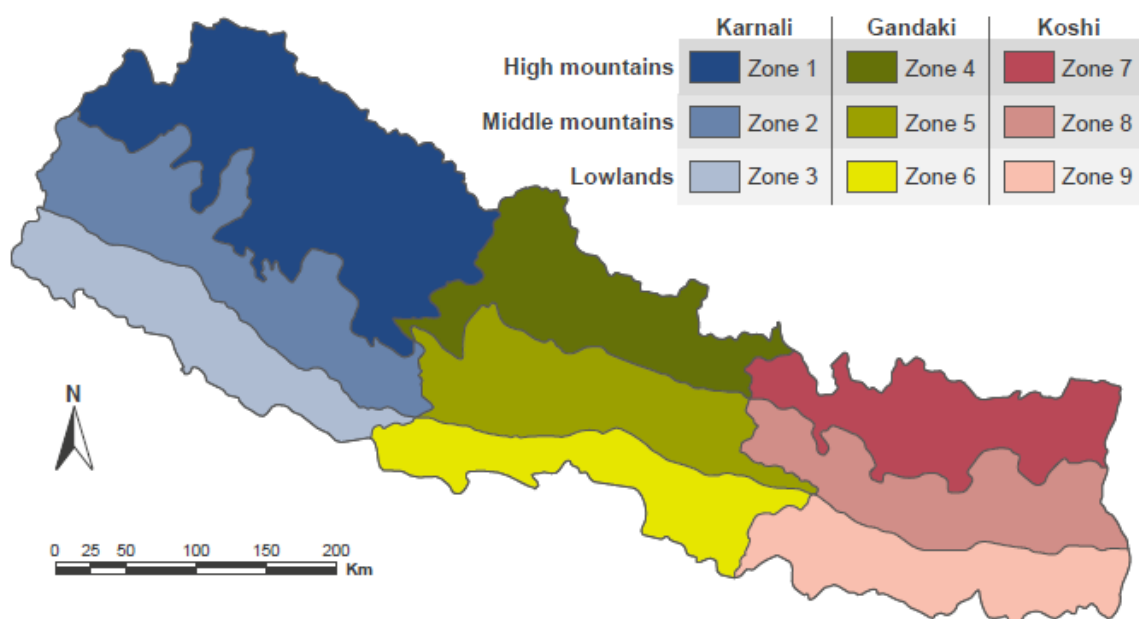 Karnali Gandaki Koshi
High mountains Zone 1 Zone 4 Zone 7
Middle mountains Zone 2 Zone 5 Zone 8
Lowlands Zone 3 Zone 6 Zone 9
N
0 25 50 100 150 200
Km